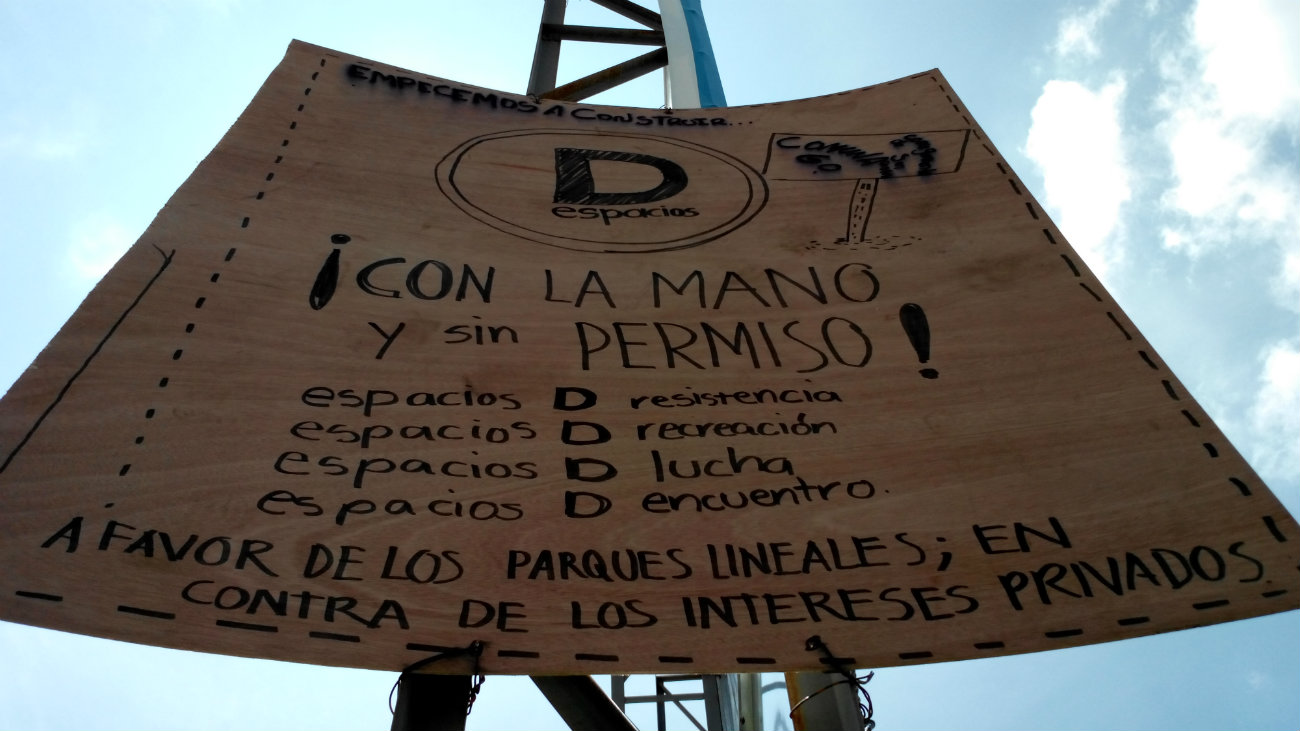 EMPECEMOS A CONSTRUIR...
D
espacios
¡CON LA MANO
y sin PERMISO!
espacios D resistencia
espacios D recreación
espacios D lucha
espacios D encuentro.
A FAVOR DE LOS PARQUES LINEALES; EN
CONTRA DE LOS INTERESES PRIVADOS!